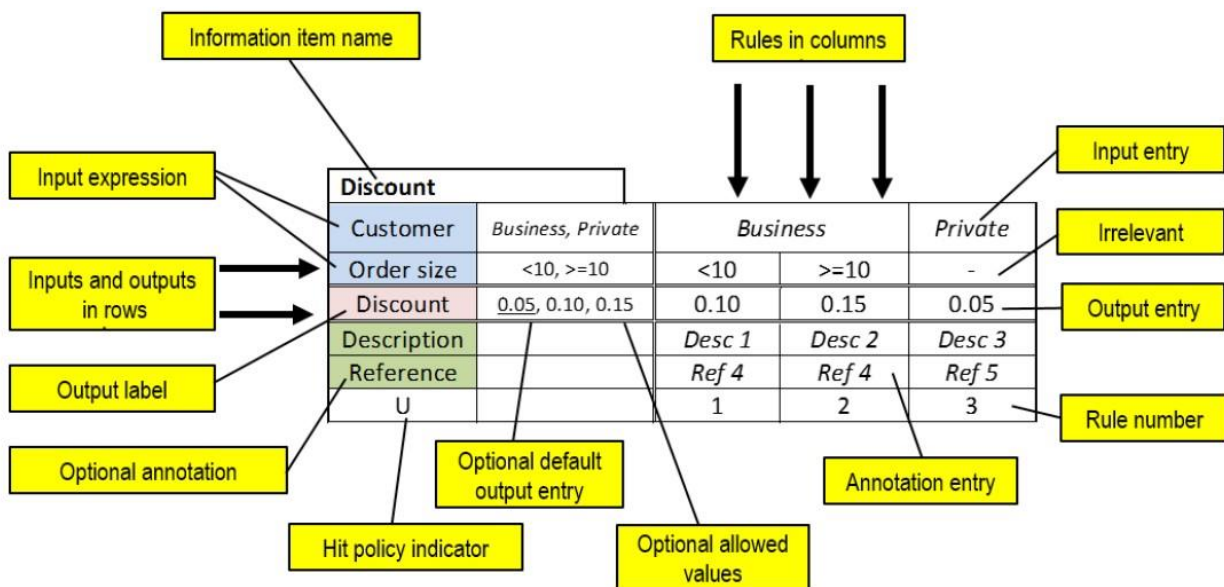 Information item name
Rules in columns
Input expression
Input entry
Discount
Customer Business, Private Business Private
Irrelevant
Inputs and outputs
in rows
Order size <10, >=10 <10 >=10 -
Discount 0.05, 0.10, 0.15 0.10 0.15 0.05
Output entry
Description Desc 1 Desc 2 Desc 3
Output label
Reference Ref 4 Ref 4 Ref 5
U 1 2 3
Rule number
Optional annotation
Optional default
output entry
Annotation entry
Hit policy indicator
Optional allowed
values